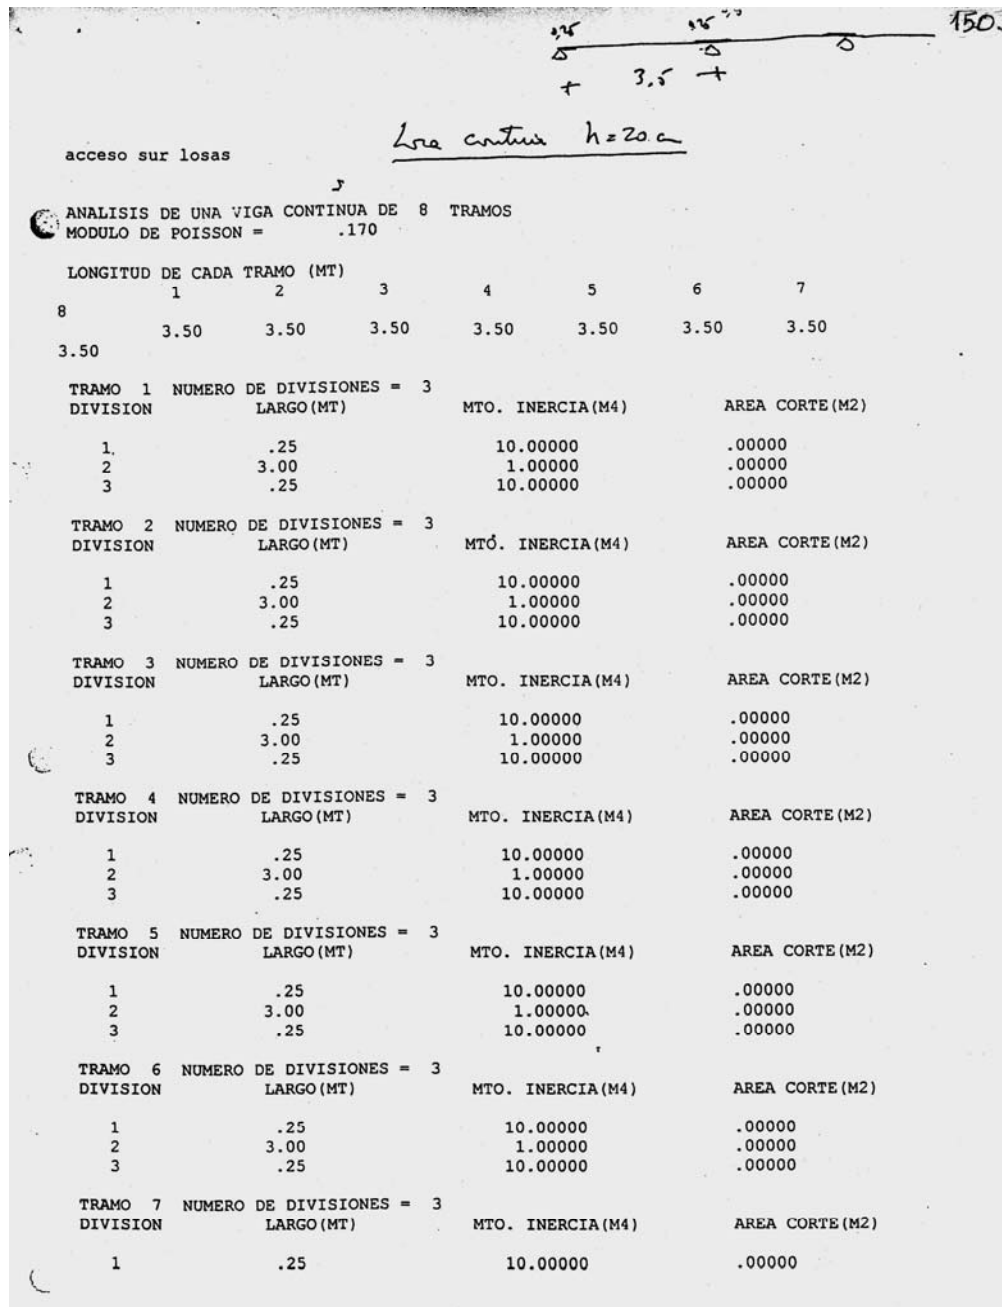 150.
0,25 0,25
3,5
Losa continua h=20 cm
acceso sur losas
ANALISIS DE UNA VIGA CONTINUA DE 8 TRAMOS
MODULO DE POISSON = .170
LONGITUD DE CADA TRAMO (MT)
1 2 3 4 5 6 7
8
3.50 3.50 3.50 3.50 3.50 3.50 3.50
3.50
TRAMO 1 NUMERO DE DIVISIONES = 3
DIVISION LARGO(MT) MTO. INERCIA(M4) AREA CORTE(M2)
1 .25 10.00000 .00000
2 3.00 1.00000 .00000
3 .25 10.00000 .00000
TRAMO 2 NUMERO DE DIVISIONES = 3
DIVISION LARGO(MT) MTO. INERCIA(M4) AREA CORTE(M2)
1 .25 10.00000 .00000
2 3.00 1.00000 .00000
3 .25 10.00000 .00000
TRAMO 3 NUMERO DE DIVISIONES = 3
DIVISION LARGO(MT) MTO. INERCIA(M4) AREA CORTE(M2)
1 .25 10.00000 .00000
2 3.00 1.00000 .00000
3 .25 10.00000 .00000
TRAMO 4 NUMERO DE DIVISIONES = 3
DIVISION LARGO(MT) MTO. INERCIA(M4) AREA CORTE(M2)
1 .25 10.00000 .00000
2 3.00 1.00000 .00000
3 .25 10.00000 .00000
TRAMO 5 NUMERO DE DIVISIONES = 3
DIVISION LARGO(MT) MTO. INERCIA(M4) AREA CORTE(M2)
1 .25 10.00000 .00000
2 3.00 1.00000 .00000
3 .25 10.00000 .00000
TRAMO 6 NUMERO DE DIVISIONES = 3
DIVISION LARGO(MT) MTO. INERCIA(M4) AREA CORTE(M2)
1 .25 10.00000 .00000
2 3.00 1.00000 .00000
3 .25 10.00000 .00000
TRAMO 7 NUMERO DE DIVISIONES = 3
DIVISION LARGO(MT) MTO. INERCIA(M4) AREA CORTE(M2)
1 .25 10.00000 .00000